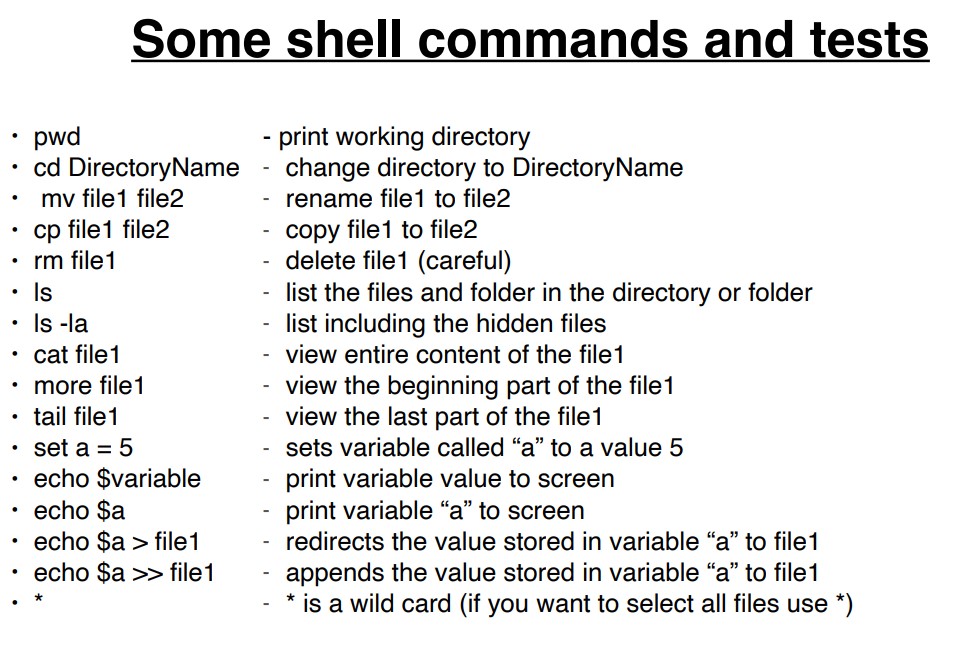 Some shell commands and tests
• pwd - print working directory
• cd DirectoryName - change directory to DirectoryName
• mv file1 file2 - rename file1 to file2
• cp file1 file2 - copy file1 to file2
• rm file1 - delete file1 (careful)
• ls - list the files and folder in the directory or folder
• ls -la - list including the hidden files
• cat file1 - view entire content of the file1
• more file1 - view the beginning part of the file1
• tail file1 - view the last part of the file1
• set a = 5 - sets variable called “a” to a value 5
• echo $variable - print variable value to screen
• echo $a - print variable “a” to screen
• echo $a > file1 - redirects the value stored in variable “a” to file1
• echo $a >> file1 - appends the value stored in variable “a” to file1
• * - * is a wild card (if you want to select all files use *)